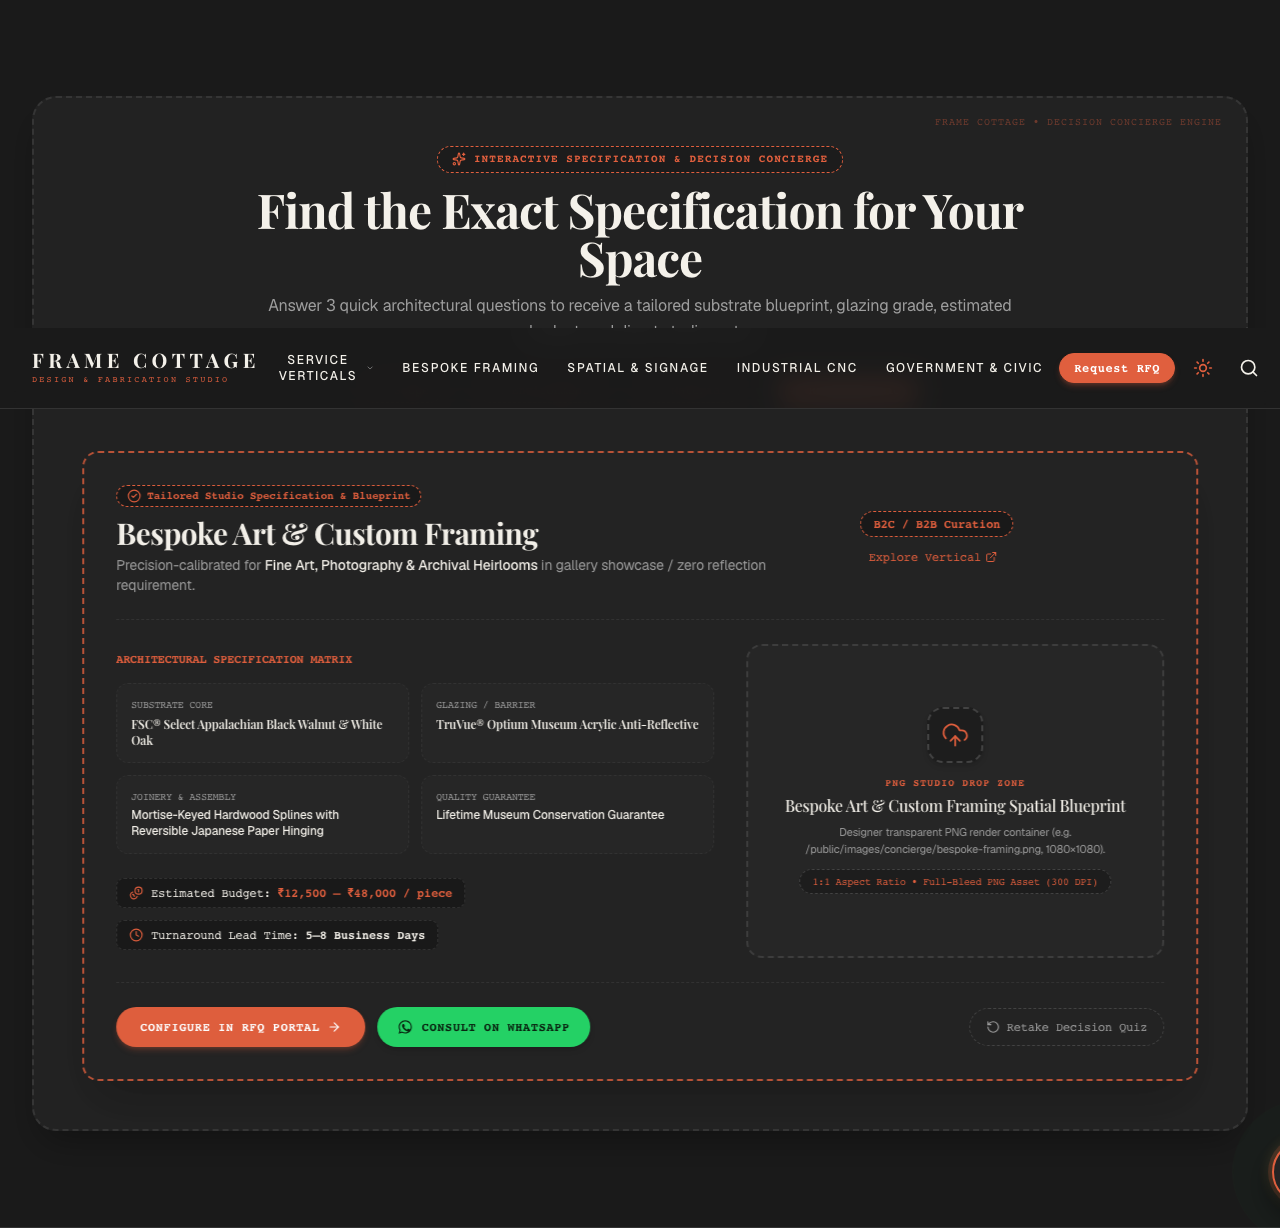 FRAME COTTAGE • DECISION CONCIERGE ENGINE
INTERACTIVE SPECIFICATION & DECISION CONCIERGE
Find the Exact Specification for Your
Space
Answer 3 quick architectural questions to receive a tailored substrate blueprint, glazing grade, estimated
FRAME COTTAGE
DESIGN & FABRICATION STUDIO
SERVICE
VERTICALS
BESPOKE FRAMING
SPATIAL & SIGNAGE
INDUSTRIAL CNC
GOVERNMENT & CIVIC
Request RFQ
Tailored Studio Specification & Blueprint
Bespoke Art & Custom Framing
Precision-calibrated for Fine Art, Photography & Archival Heirlooms in gallery showcase / zero reflection
requirement.
B2C / B2B Curation
Explore Vertical
ARCHITECTURAL SPECIFICATION MATRIX
SUBSTRATE CORE
FSC® Select Appalachian Black Walnut & White
Oak
GLAZING / BARRIER
TruVue® Optium Museum Acrylic Anti-Reflective
JOINERY & ASSEMBLY
Mortise-Keyed Hardwood Splines with
Reversible Japanese Paper Hinging
QUALITY GUARANTEE
Lifetime Museum Conservation Guarantee
Estimated Budget: ₹12,500 – ₹48,000 / piece
Turnaround Lead Time: 5–8 Business Days
PNG STUDIO DROP ZONE
Bespoke Art & Custom Framing Spatial Blueprint
Designer transparent PNG render container (e.g.
/public/images/concierge/bespoke-framing.png, 1080×1080).
1:1 Aspect Ratio • Full-Bleed PNG Asset (300 DPI)
CONFIGURE IN RFQ PORTAL
CONSULT ON WHATSAPP
Retake Decision Quiz